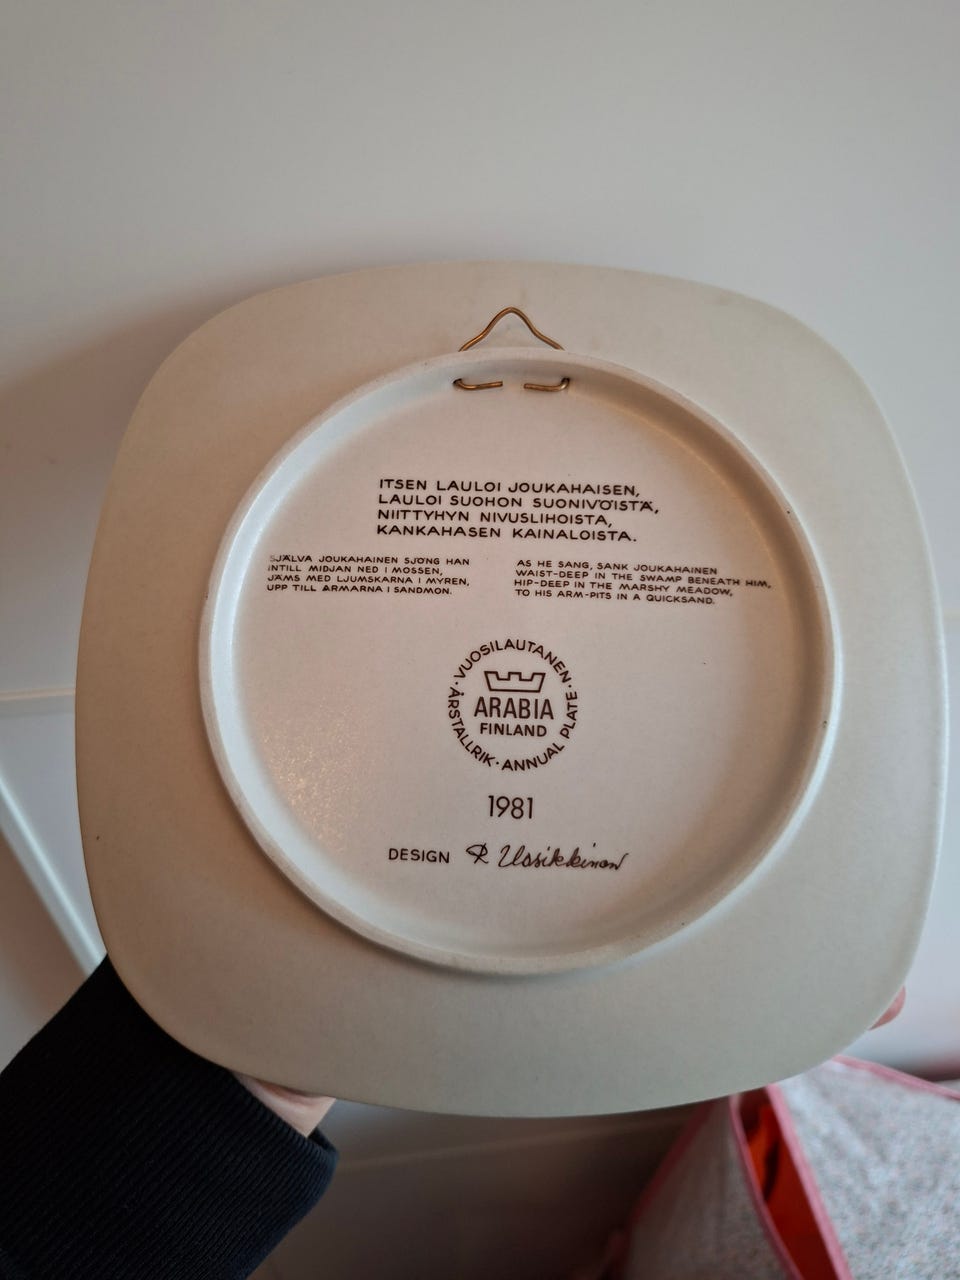 ITSEN LAULOI JOUKAHAISEN,
LAULOI SUOHON SUONIVÖISTÄ,
NIITTYHYN NIVUSLIHOISTA,
KANKAHASEN KAINALOISTA.
SJÄLVA JOUKAHAINEN SJÖNG HAN
INTILL MIDJAN NED I MOSSEN,
JÄMS MED LJUMSKARNA I MYREN,
UPP TILL ARMARNA I SANDMON.
AS HE SANG, SANK JOUKAHAINEN
WAIST-DEEP IN THE SWAMP BENEATH HIM,
HIP-DEEP IN THE MARSHY MEADOW,
TO HIS ARM-PITS IN A QUICKSAND.
· VUOSILAUTANEN ·
ARABIA
FINLAND
ÅRSTALLRIK · ANNUAL PLATE
1981
DESIGN R Uosikkinen